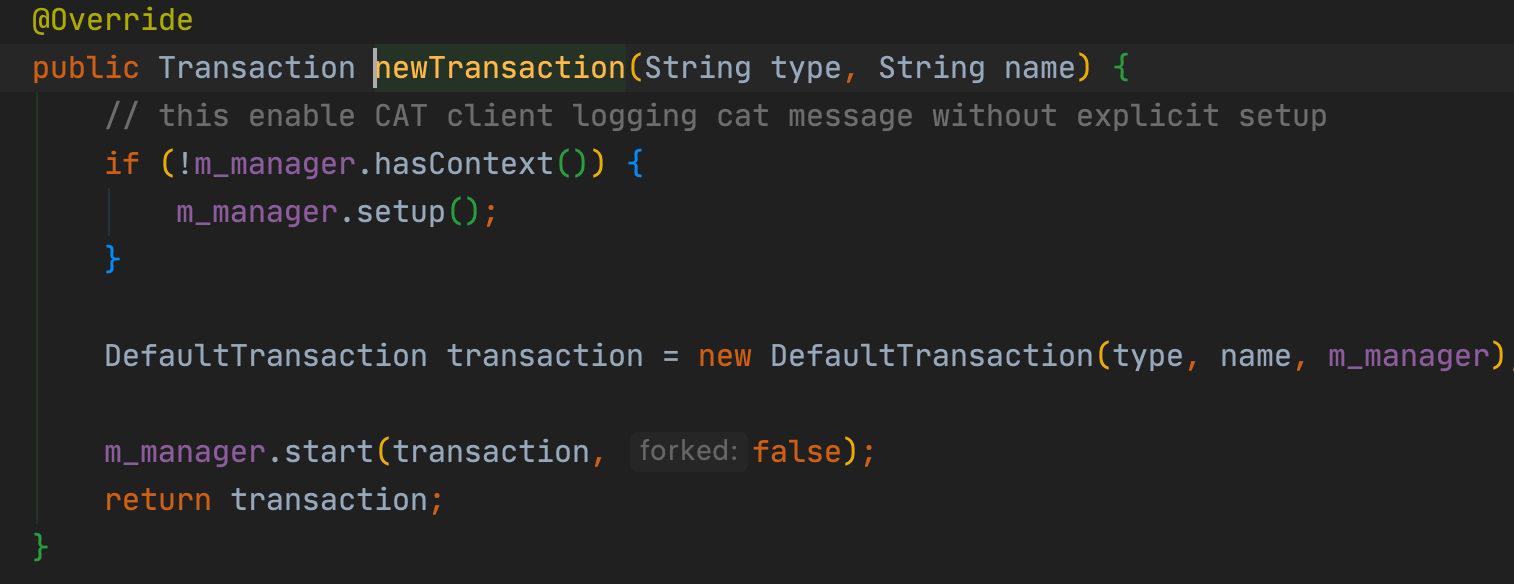 @Override
public Transaction newTransaction(String type, String name) {
// this enable CAT client logging cat message without explicit setup
if (!m_manager.hasContext()) {
m_manager.setup();
}
DefaultTransaction transaction = new DefaultTransaction(type, name, m_manager);
m_manager.start(transaction, forked: false);
return transaction;
}